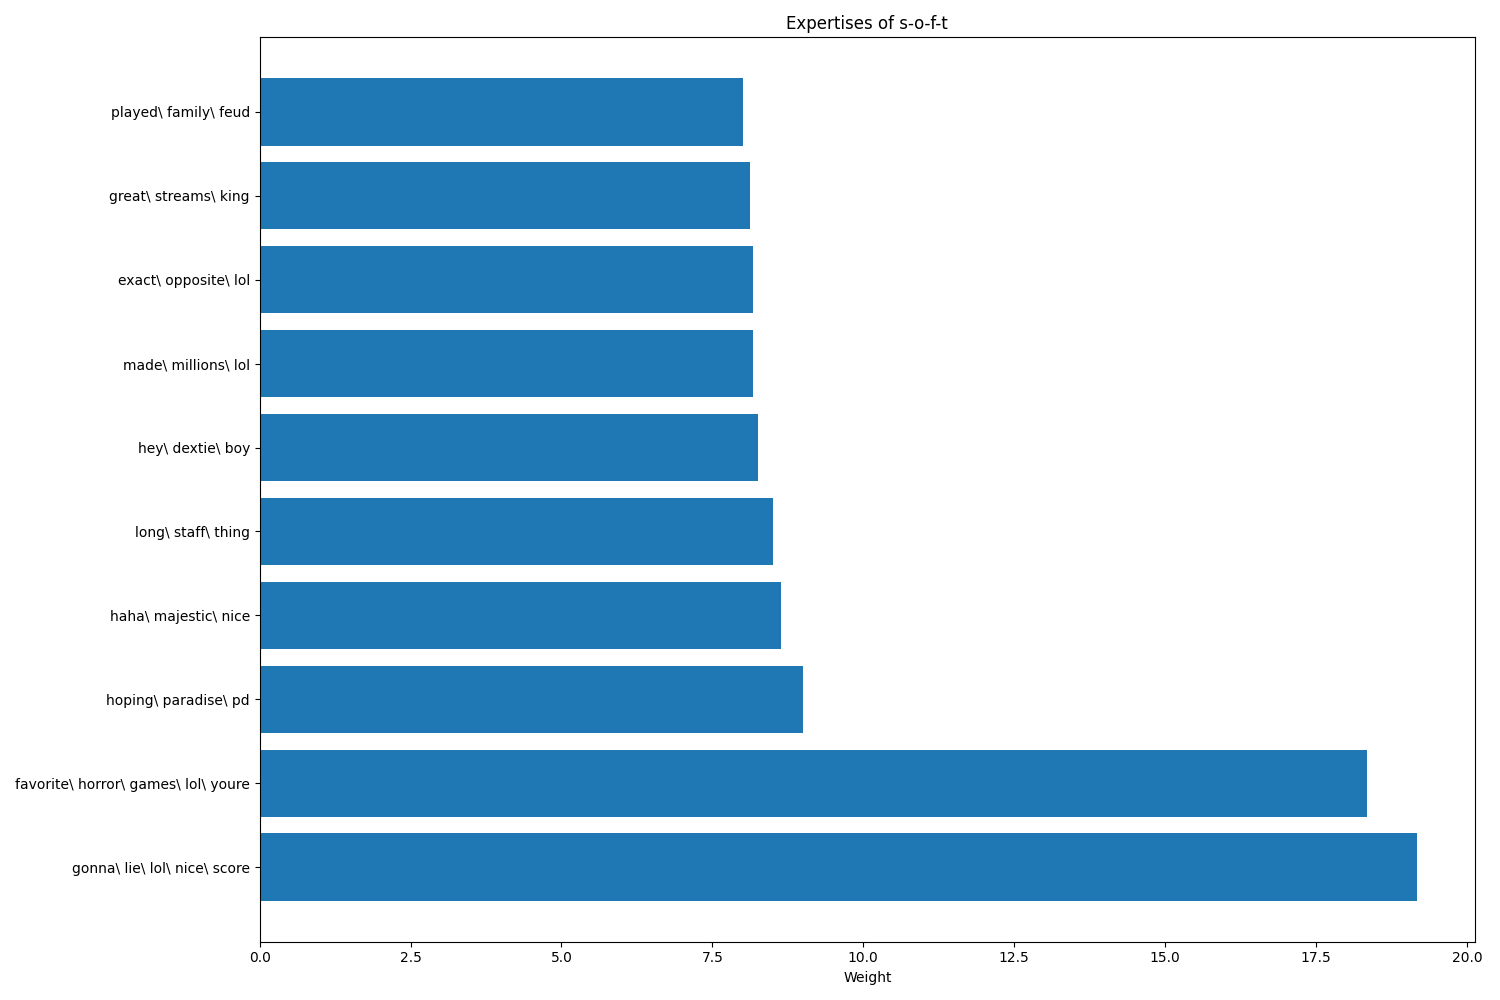 Expertises of s-o-f-t
played\ family\ feud
great\ streams\ king
exact\ opposite\ lol
made\ millions\ lol
hey\ dextie\ boy
long\ staff\ thing
haha\ majestic\ nice
hoping\ paradise\ pd
favorite\ horror\ games\ lol\ youre
gonna\ lie\ lol\ nice\ score
0.0 2.5 5.0 7.5 10.0 12.5 15.0 17.5 20.0
Weight